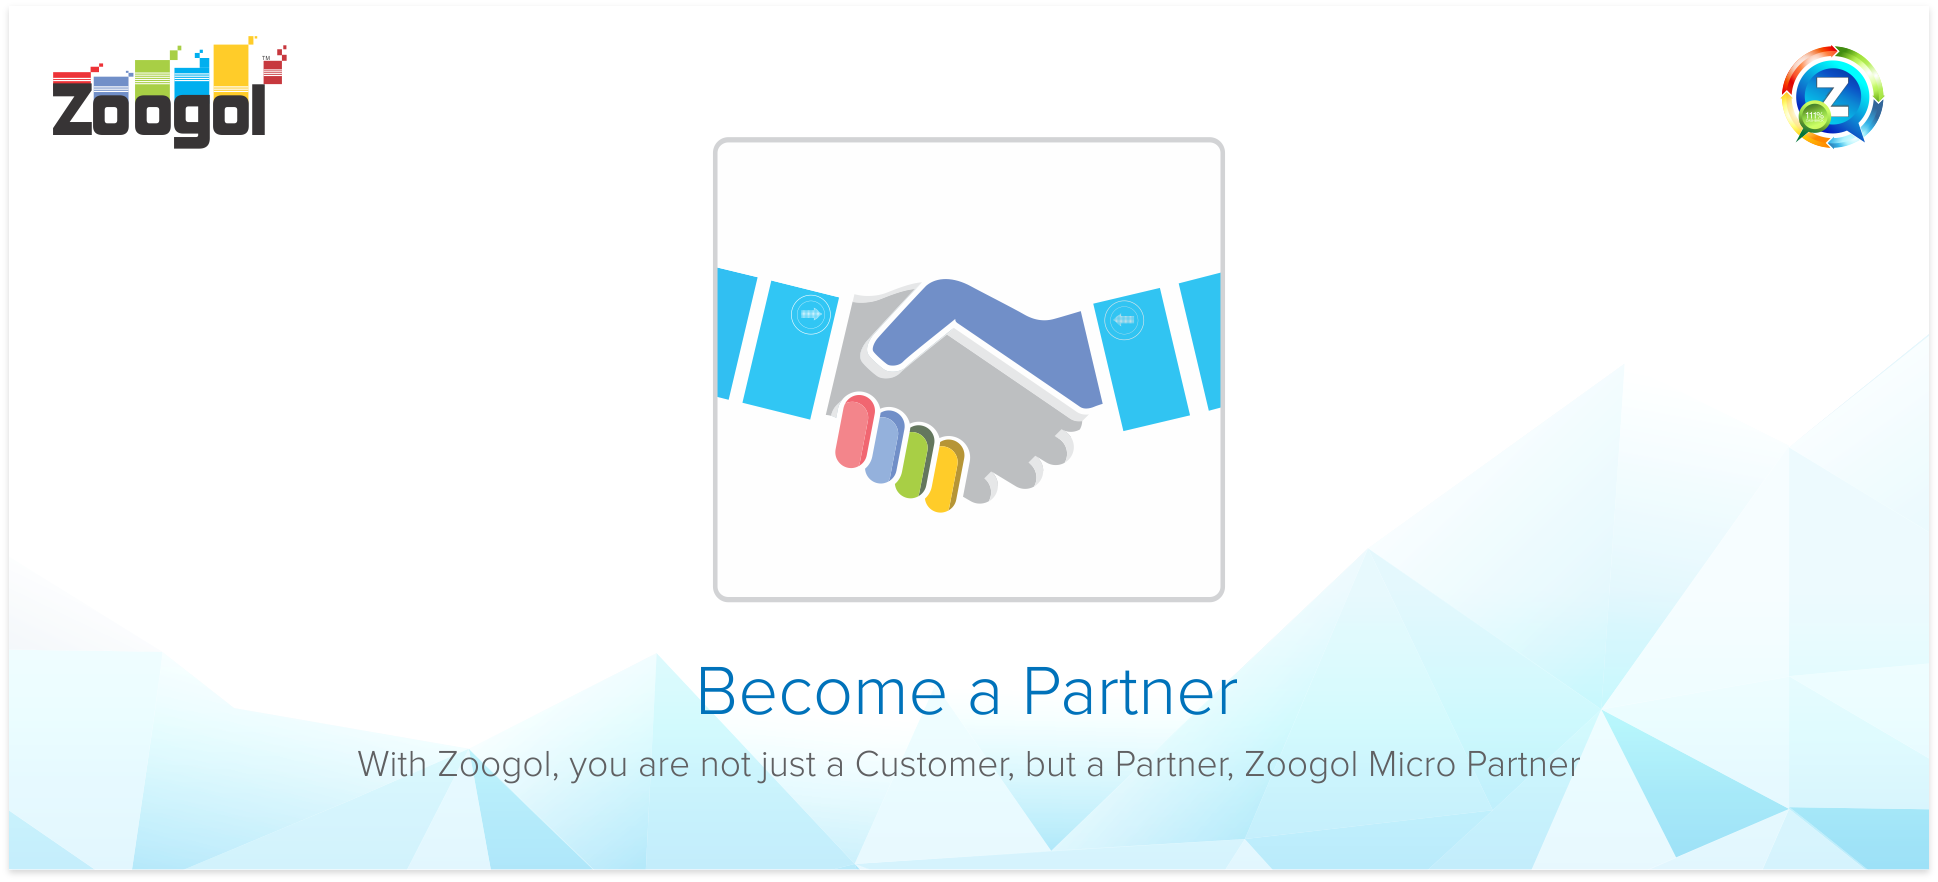 Zoogol™
Z
111%
Become a Partner
With Zoogol, you are not just a Customer, but a Partner, Zoogol Micro Partner